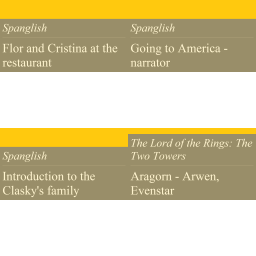 Spanglish
Flor and Cristina at the
restaurant
Spanglish
Going to America -
narrator
Spanglish
Introduction to the
Clasky's family
The Lord of the Rings: The
Two Towers
Aragorn - Arwen,
Evenstar